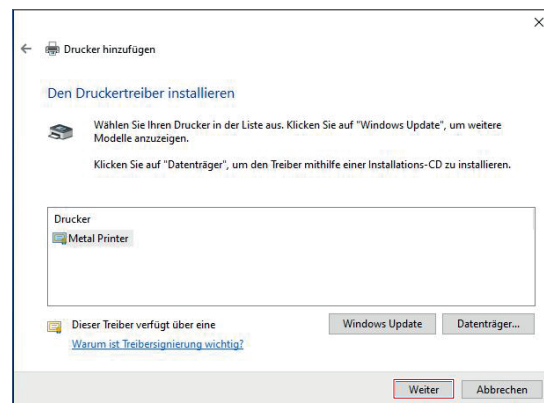 Drucker hinzufügen
Den Druckertreiber installieren
Wählen Sie Ihren Drucker in der Liste aus. Klicken Sie auf "Windows Update", um weitere
Modelle anzuzeigen.
Klicken Sie auf "Datenträger", um den Treiber mithilfe einer Installations-CD zu installieren.
Drucker
Metal Printer
Dieser Treiber verfügt über eine
Warum ist Treibersignierung wichtig?
Windows Update
Datenträger...
Weiter
Abbrechen